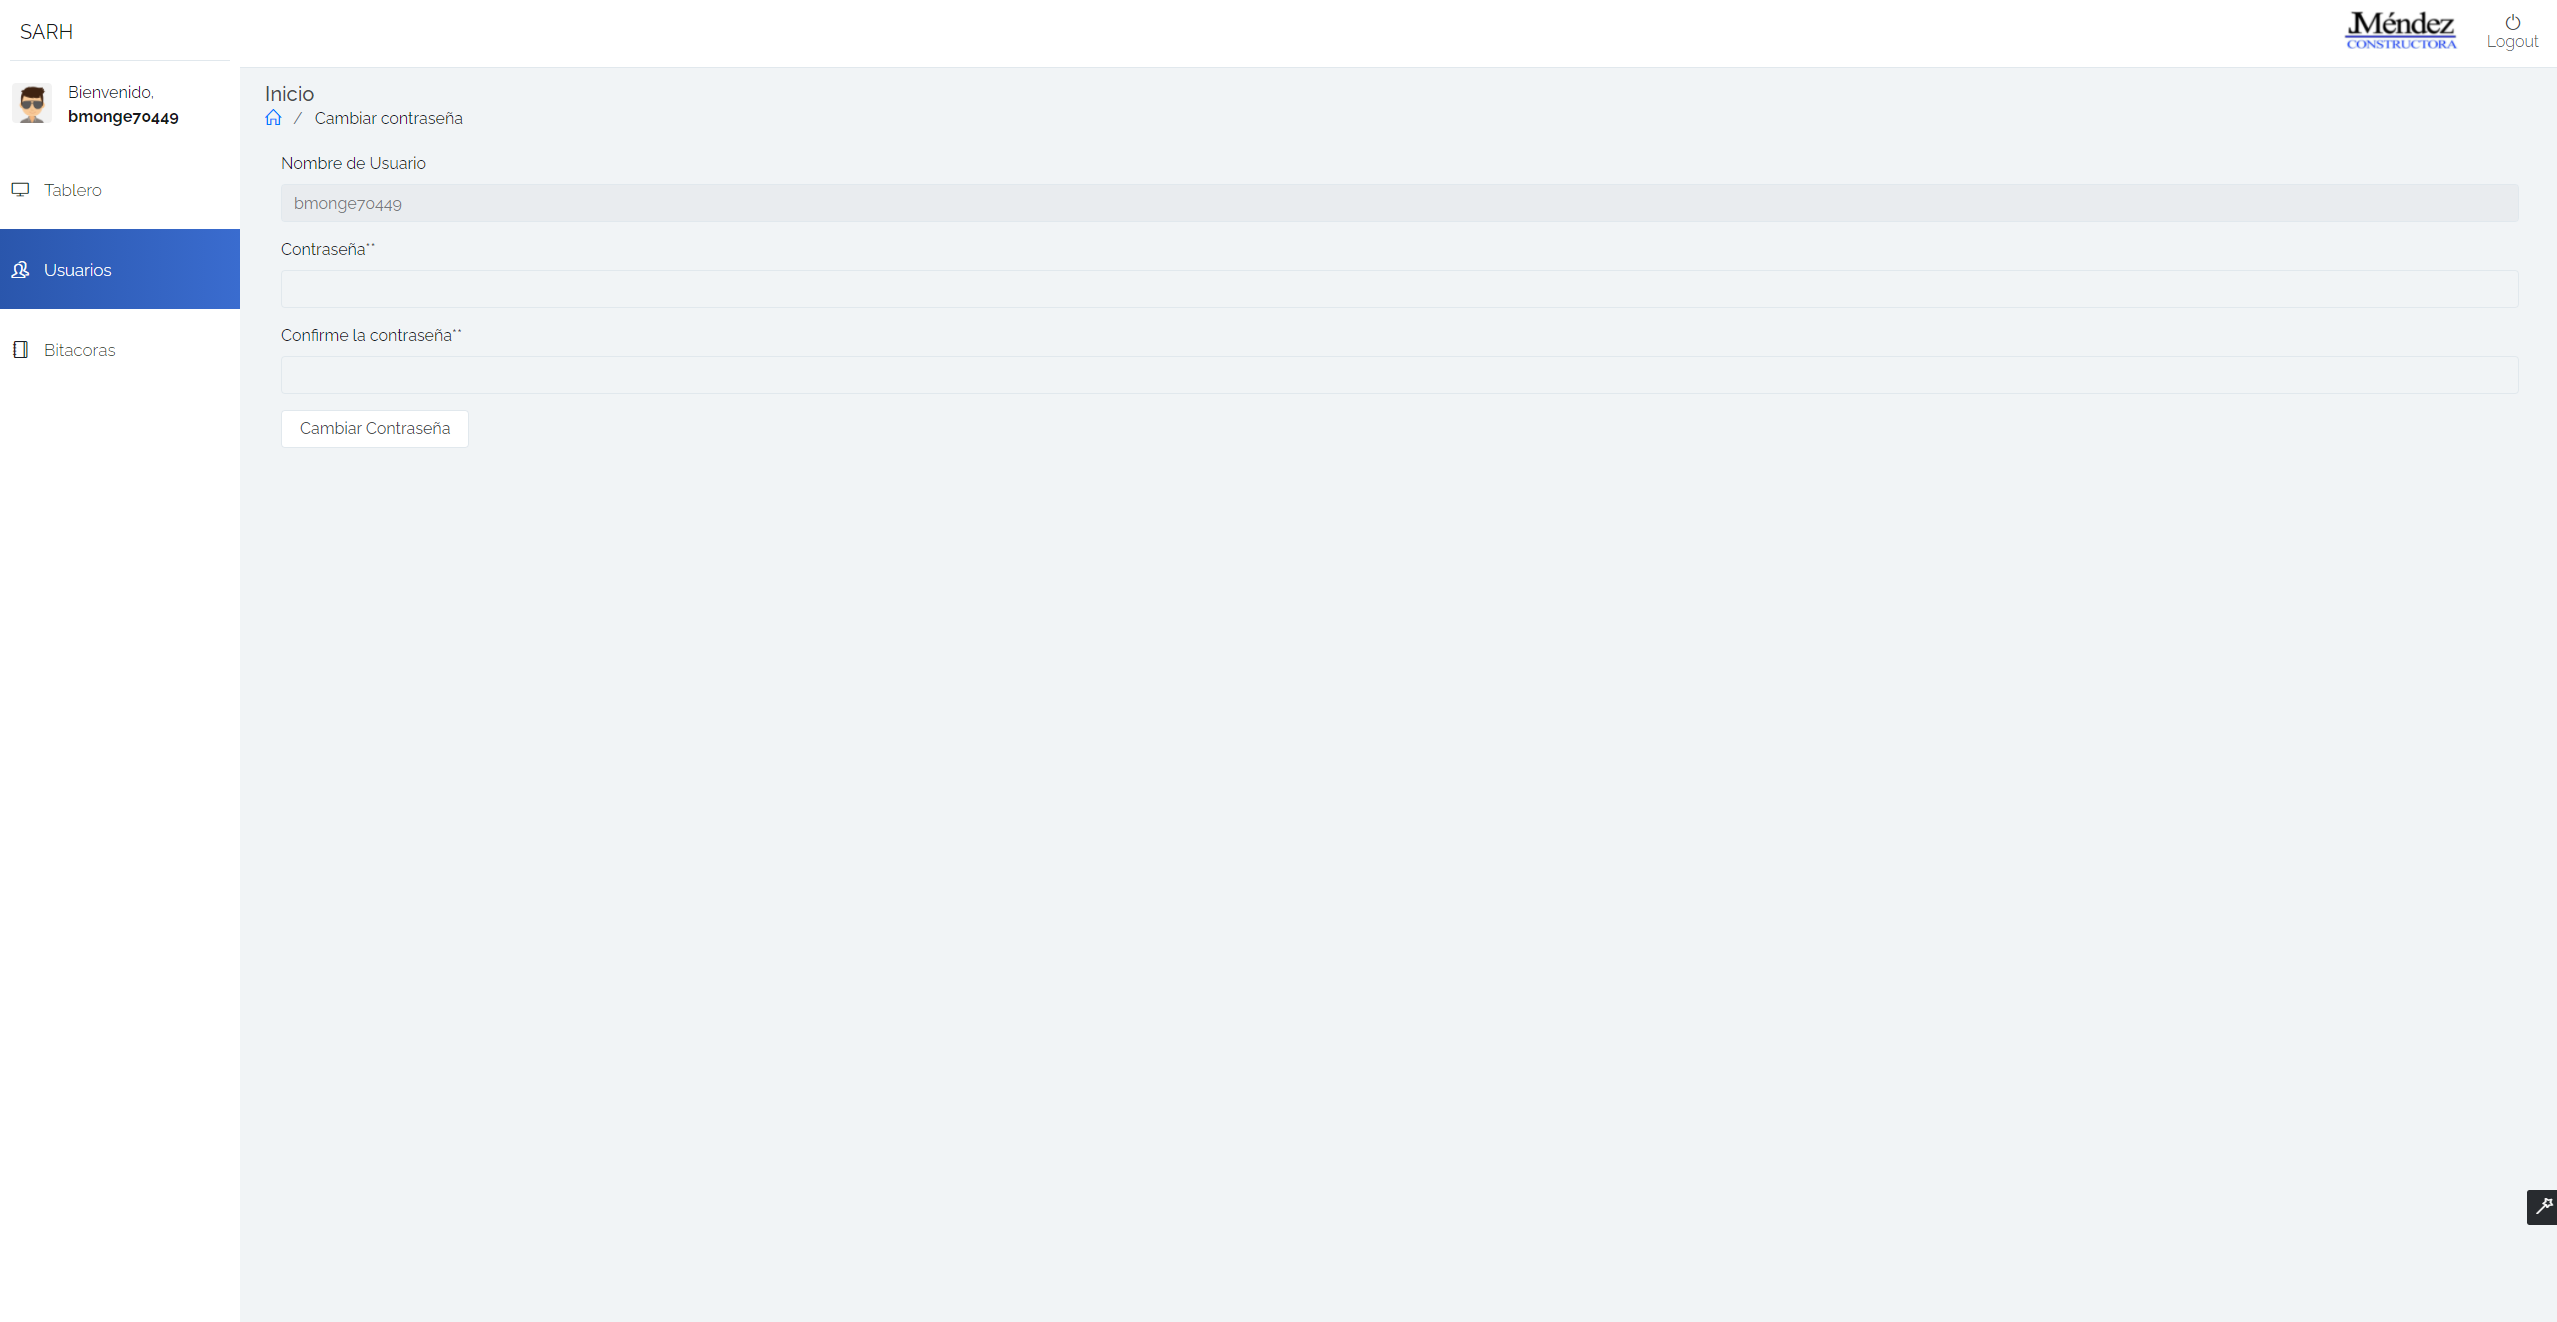 SARH
JMéndez
CONSTRUCTORA
Logout
Bienvenido,
bmonge70449
Tablero
Usuarios
Bitacoras
Inicio
/ Cambiar contraseña
Nombre de Usuario
bmonge70449
Contraseña**
Confirme la contraseña**
Cambiar Contraseña